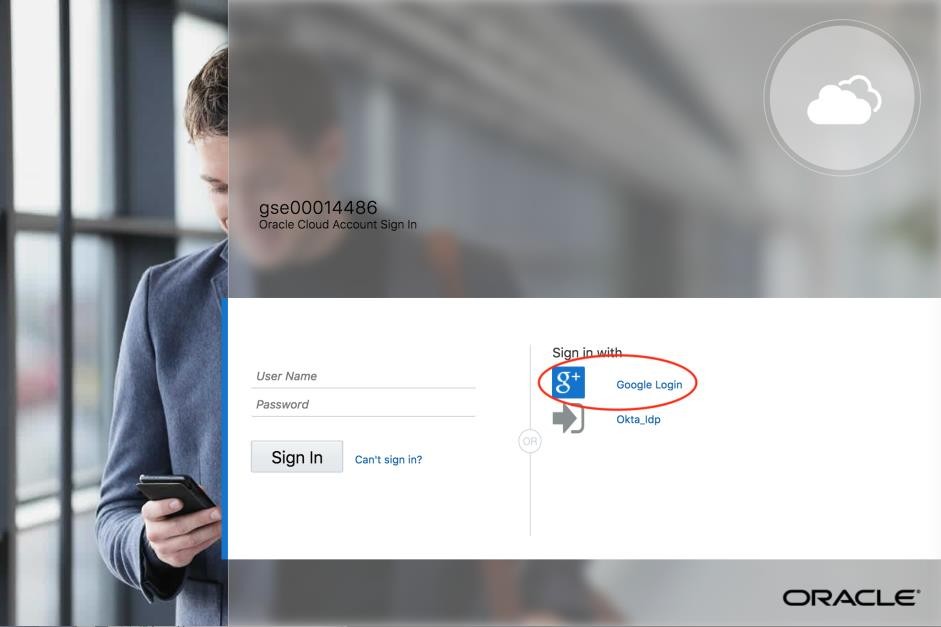 gse00014486
Oracle Cloud Account Sign In
User Name
Password
Sign In
Can't sign in?
OR
Sign in with
g+
Google Login
Okta_Idp
ORACLE®